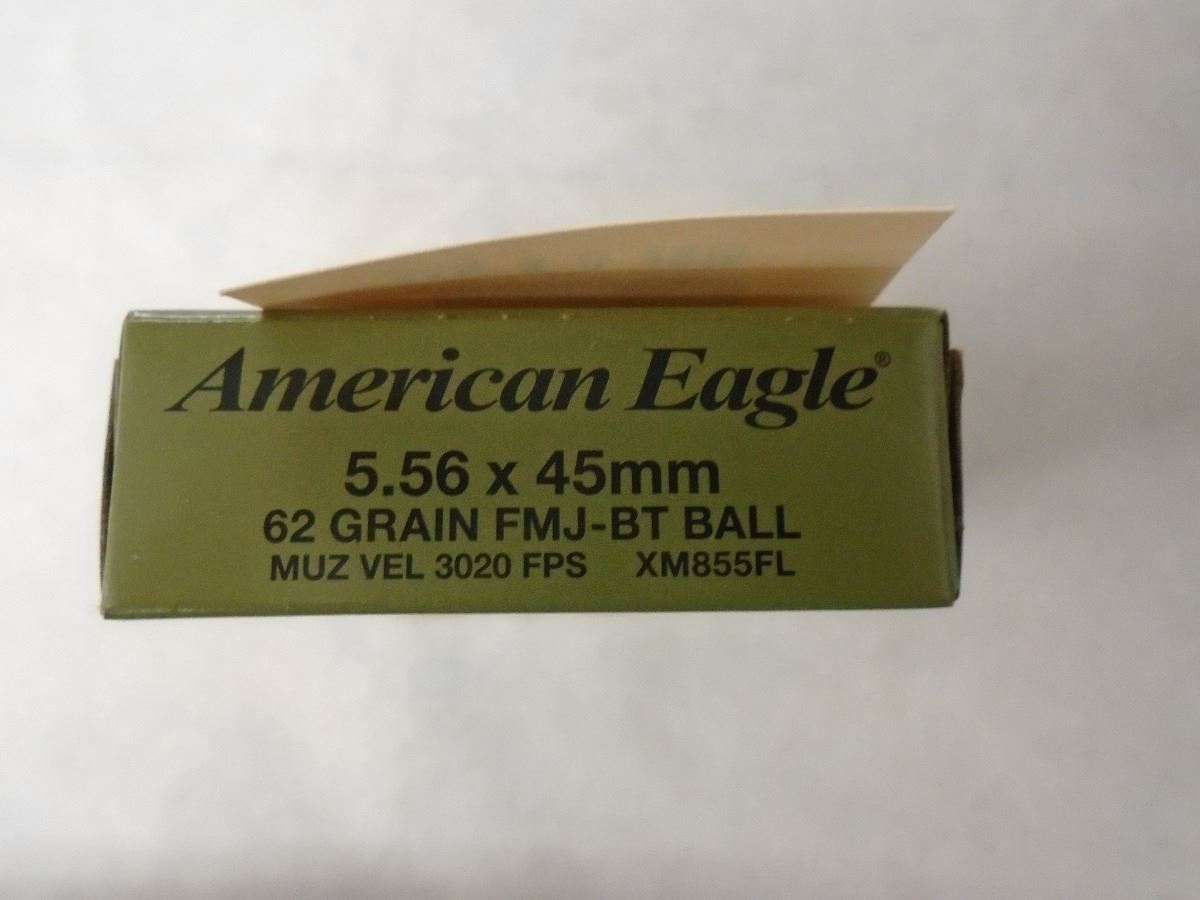 American Eagle®
5.56 x 45mm
62 GRAIN FMJ-BT BALL
MUZ VEL 3020 FPS XM855FL